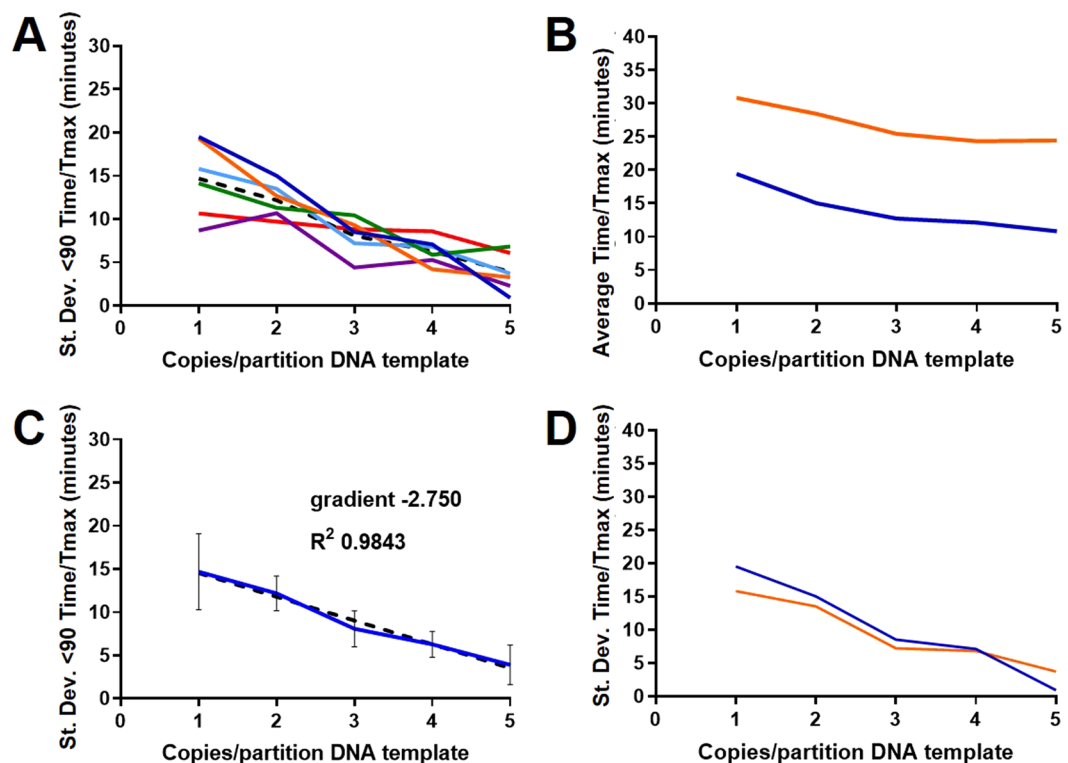 A
St. Dev. <90 Time/Tmax (minutes)
30
25
20
15
10
5
0
0 1 2 3 4 5
Copies/partition DNA template
B
Average Time/Tmax (minutes)
40
35
30
25
20
15
10
5
0
0 1 2 3 4 5
Copies/partition DNA template
C
St. Dev. <90 Time/Tmax (minutes)
30
25
20
15
10
5
0
gradient -2.750
R² 0.9843
0 1 2 3 4 5
Copies/partition DNA template
D
St. Dev. Time/Tmax (minutes)
40
35
30
25
20
15
10
5
0
0 1 2 3 4 5
Copies/partition DNA template